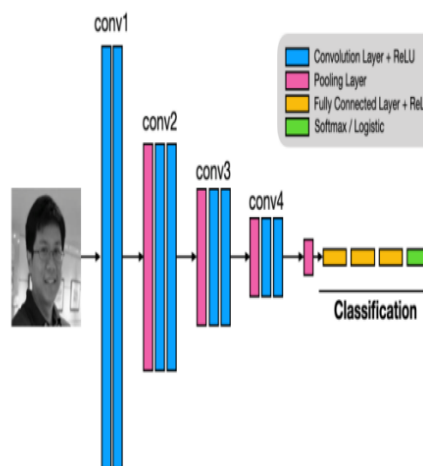 conv1
conv2
conv3
conv4
Convolution Layer + ReLU
Pooling Layer
Fully Connected Layer + ReL
Softmax / Logistic
Classification